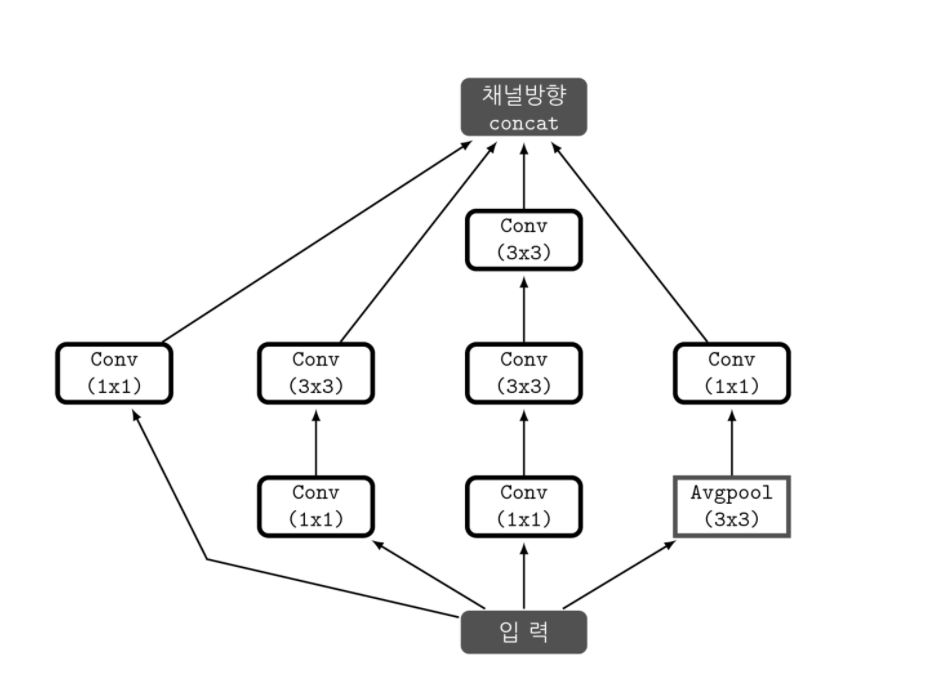 채널방향
concat
Conv
(3x3)
Conv
(1x1)
Conv
(3x3)
Conv
(3x3)
Conv
(1x1)
Conv
(1x1)
Conv
(1x1)
Avgpool
(3x3)
입 력